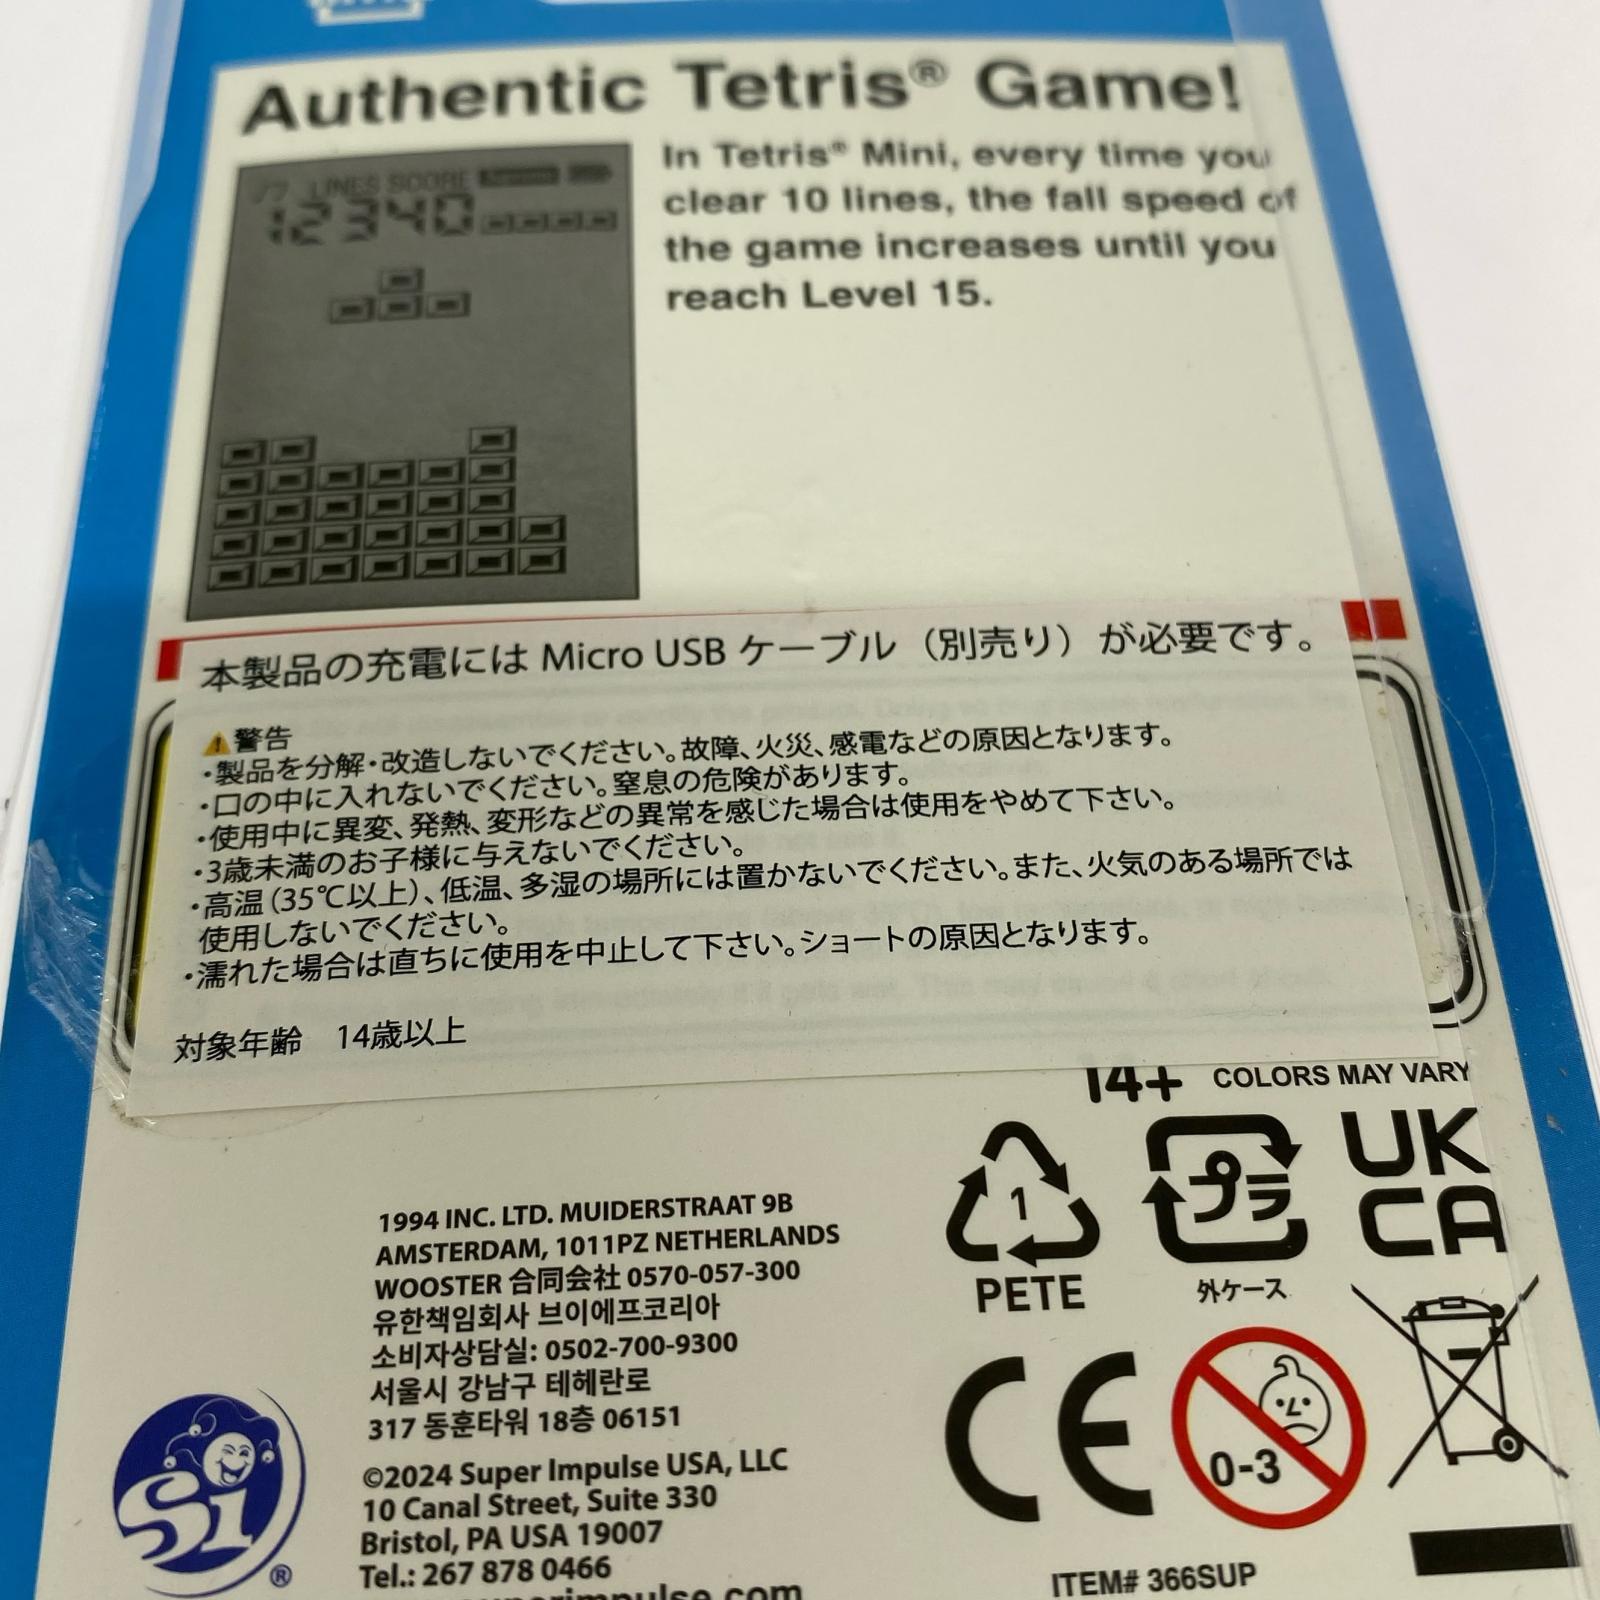 Authentic Tetris® Game!
LINES SCORE
12340
In Tetris® Mini, every time you
clear 10 lines, the fall speed of
the game increases until you
reach Level 15.
本製品の充電には Micro USB ケーブル（別売り）が必要です。
警告
・製品を分解・改造しないでください。故障、火災、感電などの原因となります。
・口の中に入れないでください。窒息の危険があります。
・使用中に異変、発熱、変形などの異常を感じた場合は使用をやめて下さい。
・3歳未満のお子様に与えないでください。
・高温（35℃以上）、低温、多湿の場所には置かないでください。また、火気のある場所では
使用しないでください。
・濡れた場合は直ちに使用を中止して下さい。ショートの原因となります。
対象年齢　14歳以上
14+ COLORS MAY VARY
1
PETE
プラ
外ケース
UK
CA
1994 INC. LTD. MUIDERSTRAAT 9B
AMSTERDAM, 1011PZ NETHERLANDS
WOOSTER 合同会社 0570-057-300
유한책임회사 브이에프코리아
소비자상담실: 0502-700-9300
서울시 강남구 테헤란로
317 동훈타워 18층 06151
©2024 Super Impulse USA, LLC
10 Canal Street, Suite 330
Bristol, PA USA 19007
Tel.: 267 878 0466
superimpulse.com
Si®
CE
0-3
ITEM# 366SUP